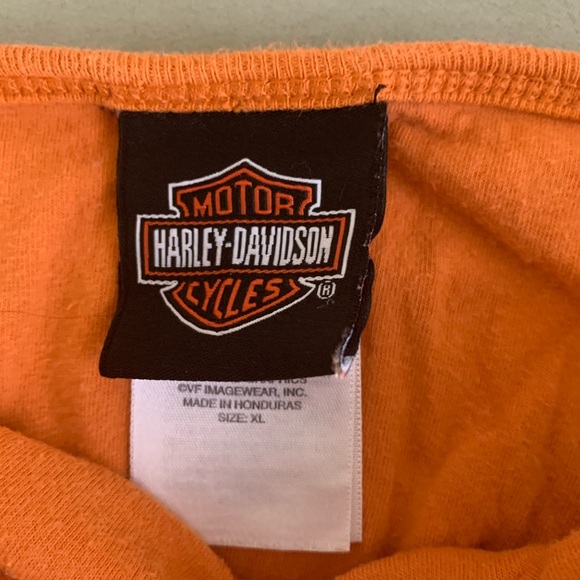 MOTOR
HARLEY-DAVIDSON
CYCLES
®
©VF IMAGEWEAR, INC.
MADE IN HONDURAS
SIZE: XL